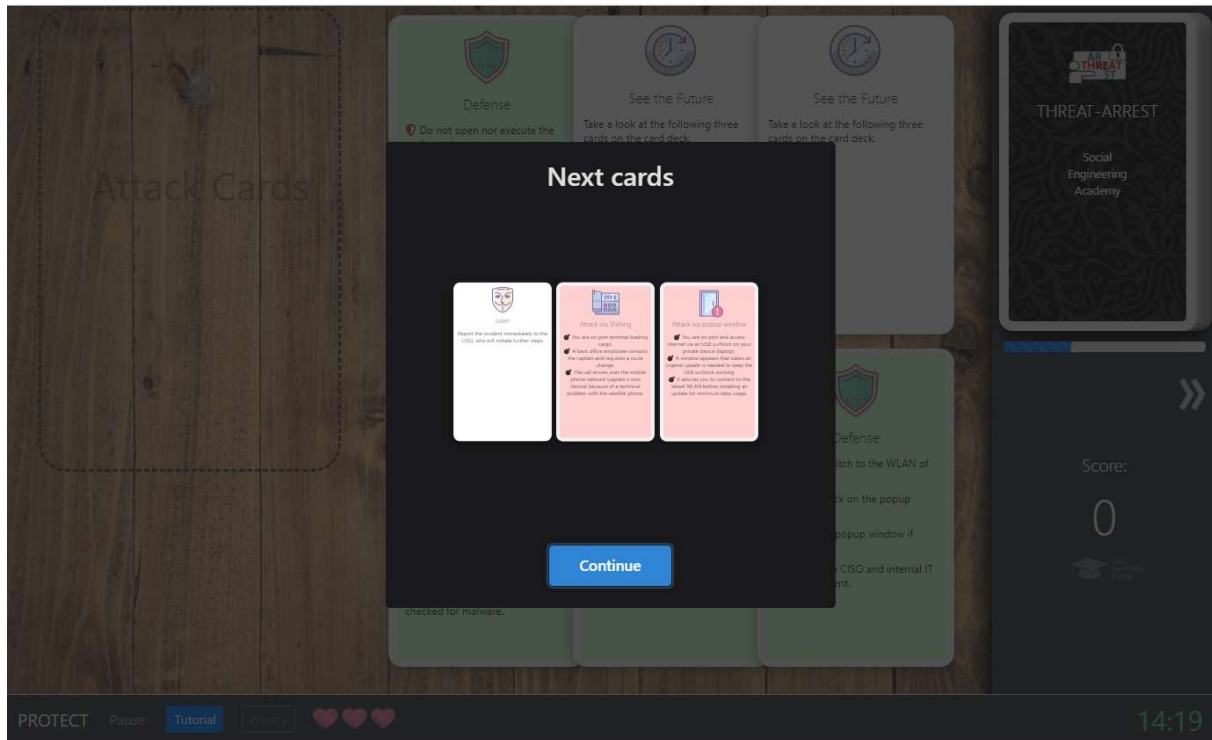 Attack Cards
Defense
Do not open nor execute the
See the Future
Take a look at the following three
cards on the card deck.
See the Future
Take a look at the following three
cards on the card deck.
AR
THREAT
ST
THREAT-ARREST
Social
Engineering
Academy
Next cards
Joker
Report the incident immediately to the
CISO, who will initiate further steps.
Attack via Vishing
You are on port terminal loading
cargo.
A back office employee contacts
the captain and requests a route
change.
The call arrives over the mobile
phone network (captain's own
device) because of a technical
problem with the satellite phone.
Attack via popup window
You are on port and access
internet via an USB surfstick on your
private device (laptop).
A window appears that states an
urgent update is needed to keep the
USB surfstick working.
It advices you to connect to the
Vessel WLAN before installing an
update for minimum data usage.
Continue
checked for malware.
Defense
itch to the WLAN of
ck on the popup
popup window if
CISO and internal IT
ent.
Score:
0
PROTECT
Pause
Tutorial
Privacy
14:19